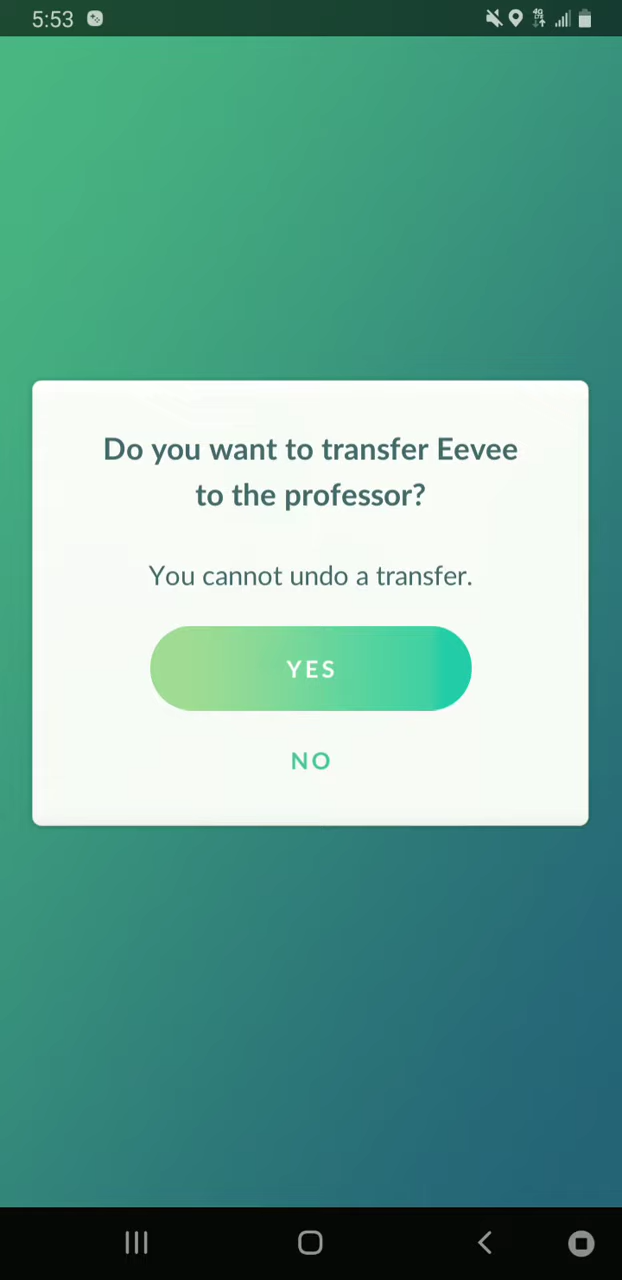 5:53
Do you want to transfer Eevee
to the professor?
You cannot undo a transfer.
YES
NO